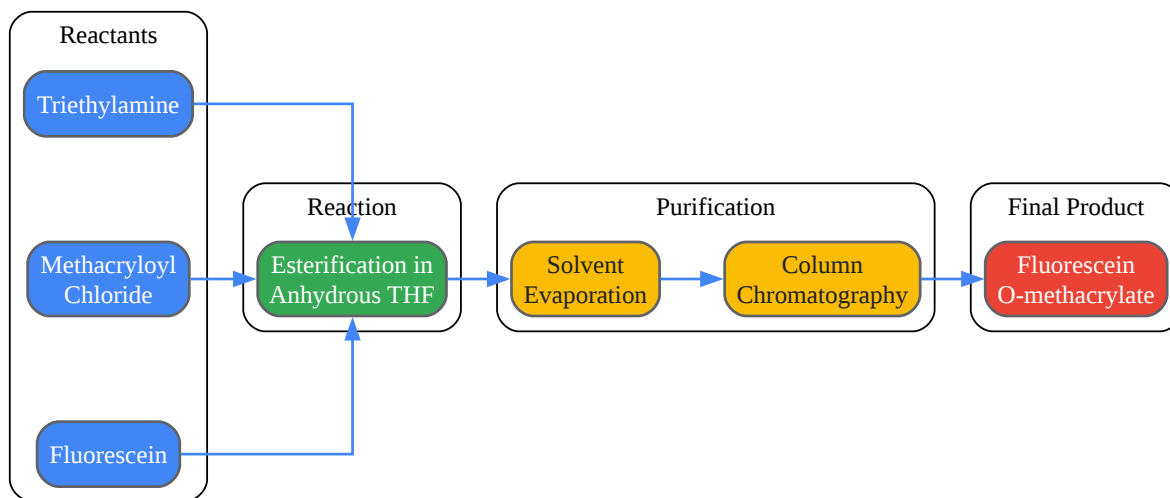 Reactants
Triethylamine
Methacryloyl
Chloride
Fluorescein
Reaction
Esterification in
Anhydrous THF
Purification
Solvent
Evaporation
Column
Chromatography
Final Product
Fluorescein
O-methacrylate